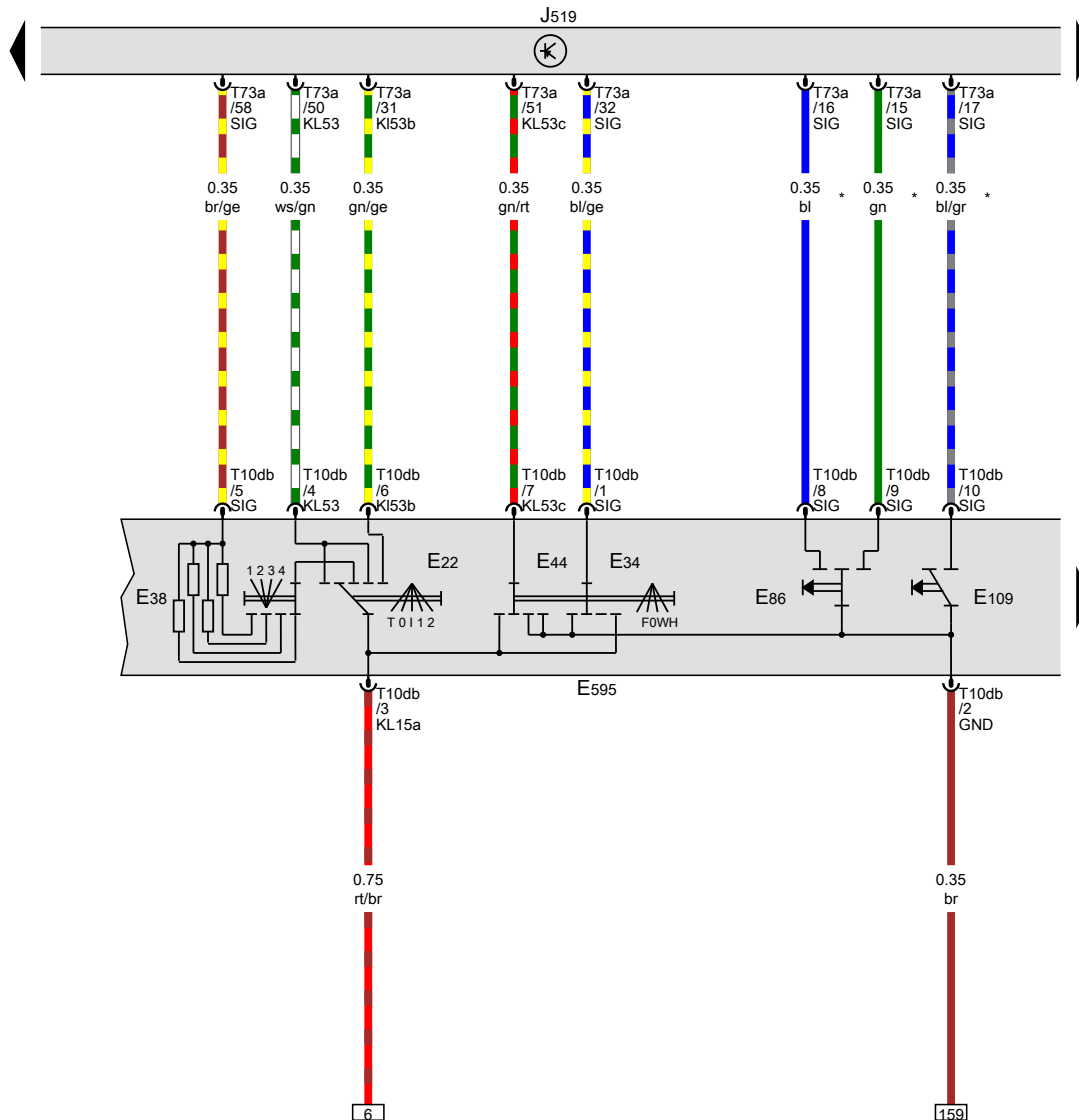 J519
T73a
/58
SIG
T73a
/50
KL53
T73a
/31
Kl53b
T73a
/51
KL53c
T73a
/32
SIG
T73a
/16
SIG
T73a
/15
SIG
T73a
/17
SIG
0.35
br/ge
0.35
ws/gn
0.35
gn/ge
0.35
gn/rt
0.35
bl/ge
0.35
bl
*
0.35
gn
*
0.35
bl/gr
*
T10db
/5
SIG
T10db
/4
KL53
T10db
/6
Kl53b
T10db
/7
KL53c
T10db
/1
SIG
T10db
/8
SIG
T10db
/9
SIG
T10db
/10
SIG
E38
1 2 3 4
E22
T 0 I 1 2
E44
E34
F0WH
E86
E109
E595
T10db
/3
KL15a
T10db
/2
GND
0.75
rt/br
0.35
br
6
159